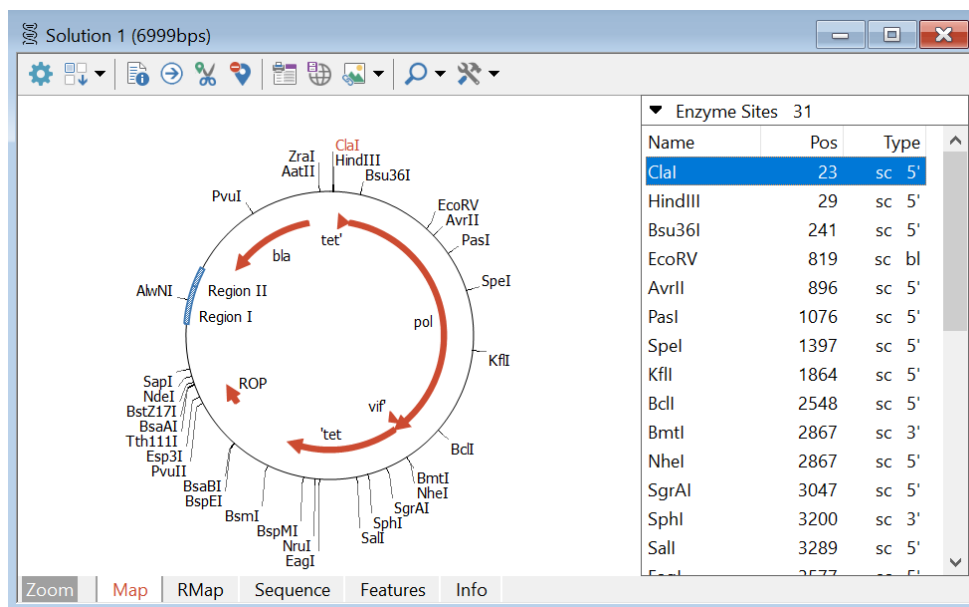 Solution 1 (6999bps)
Enzyme Sites 31
Name Pos Type
ClaI 23 sc 5'
HindIII 29 sc 5'
Bsu36I 241 sc 5'
EcoRV 819 sc bl
AvrII 896 sc 5'
PasI 1076 sc 5'
SpeI 1397 sc 5'
KflI 1864 sc 5'
BclI 2548 sc 5'
BmtI 2867 sc 3'
NheI 2867 sc 5'
SgrAI 3047 sc 5'
SphI 3200 sc 3'
SalI 3289 sc 5'
ClaI
ZraI
HindIII
AatII
Bsu36I
PvuI
EcoRV
AvrII
PasI
tet'
bla
SpeI
AlwNI
Region II
Region I
pol
KflI
SapI
ROP
NdeI
BstZ17I
BsaAI
Tth111I
Esp3I
PvuII
vif'
'tet
BclI
BsaBI
BspEI
BmtI
NheI
SgrAI
BsmI
SphI
BspMI
SalI
NruI
EagI
Zoom Map RMap Sequence Features Info